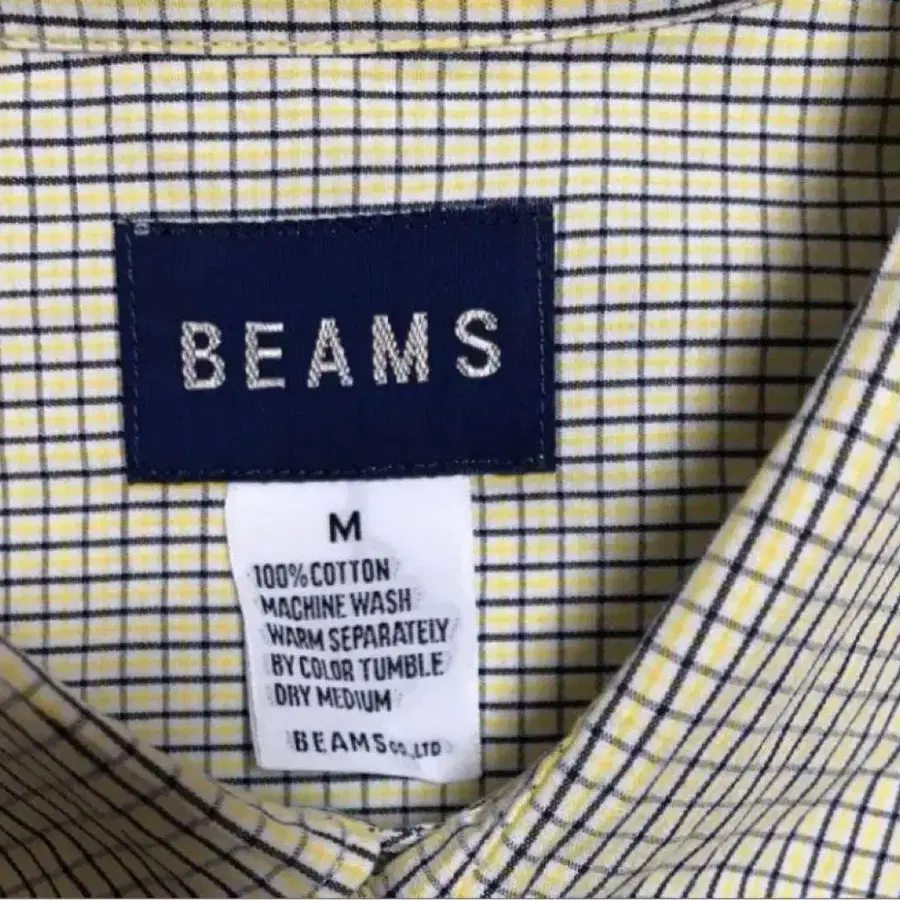 BEAMS
M
100% COTTON
MACHINE WASH
WARM SEPARATELY
BY COLOR TUMBLE
DRY MEDIUM
BEAMS CO.,LTD